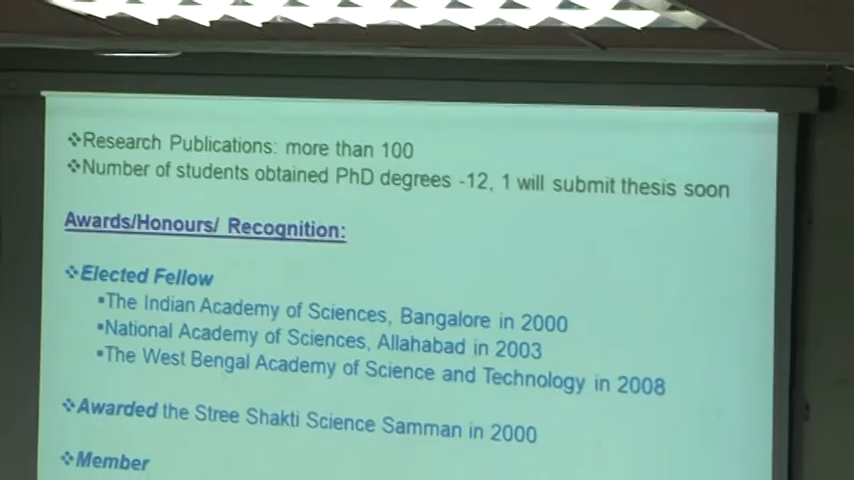 ❖Research Publications: more than 100
❖Number of students obtained PhD degrees -12, 1 will submit thesis soon
Awards/Honours/ Recognition:
❖Elected Fellow
▪The Indian Academy of Sciences, Bangalore in 2000
▪National Academy of Sciences, Allahabad in 2003
▪The West Bengal Academy of Science and Technology in 2008
❖Awarded the Stree Shakti Science Samman in 2000
❖Member